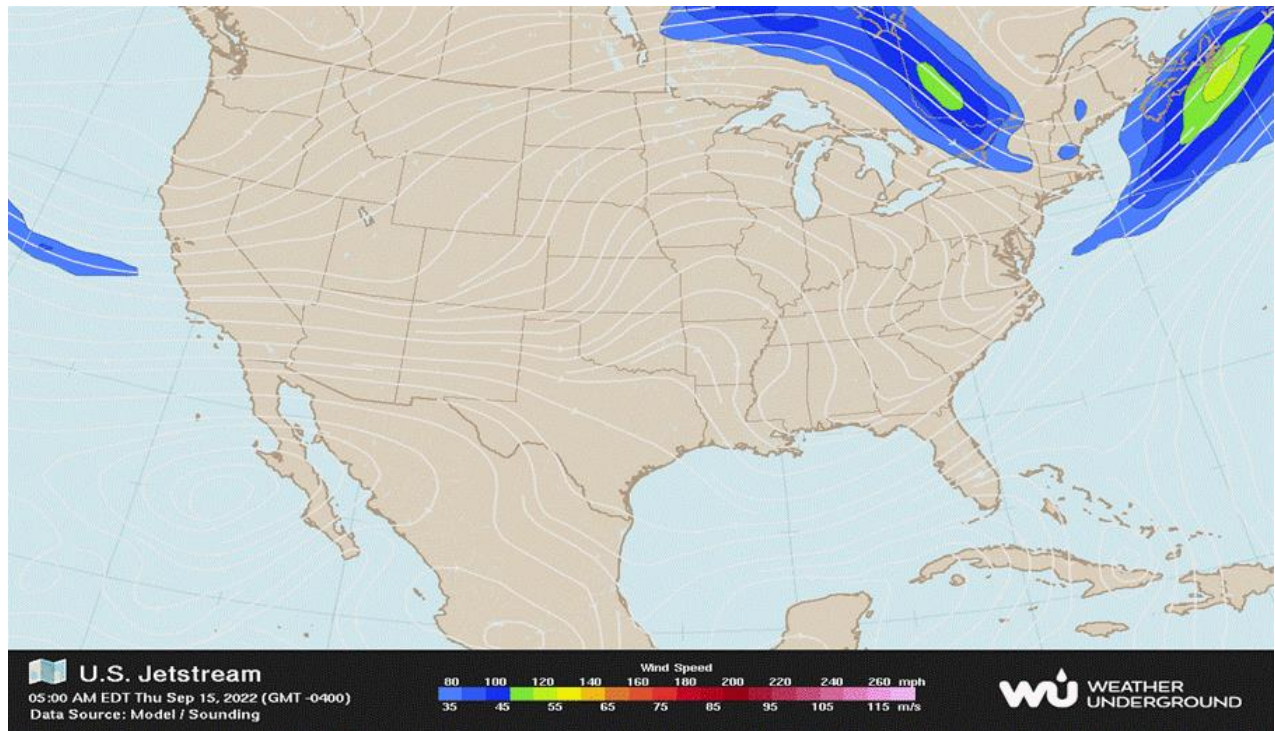 U.S. Jetstream
05:00 AM EDT Thu Sep 15, 2022 (GMT -0400)
Data Source: Model / Sounding
Wind Speed
80 100 120 140 160 180 200 220 240 260 mph
35 45 55 65 75 85 95 105 115 m/s
wu WEATHER
UNDERGROUND